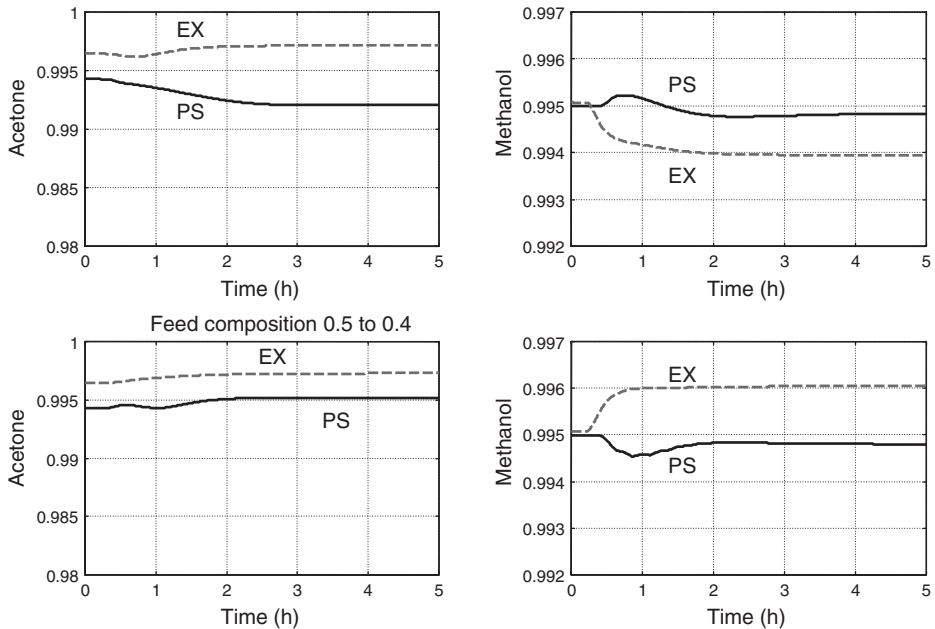 1
0.995
0.99
0.985
0.98
Acetone
EX
PS
0 1 2 3 4 5
Time (h)
0.997
0.996
0.995
0.994
0.993
0.992
Methanol
PS
EX
0 1 2 3 4 5
Time (h)
Feed composition 0.5 to 0.4
1
0.995
0.99
0.985
0.98
Acetone
EX
PS
0 1 2 3 4 5
Time (h)
0.997
0.996
0.995
0.994
0.993
0.992
Methanol
EX
PS
0 1 2 3 4 5
Time (h)